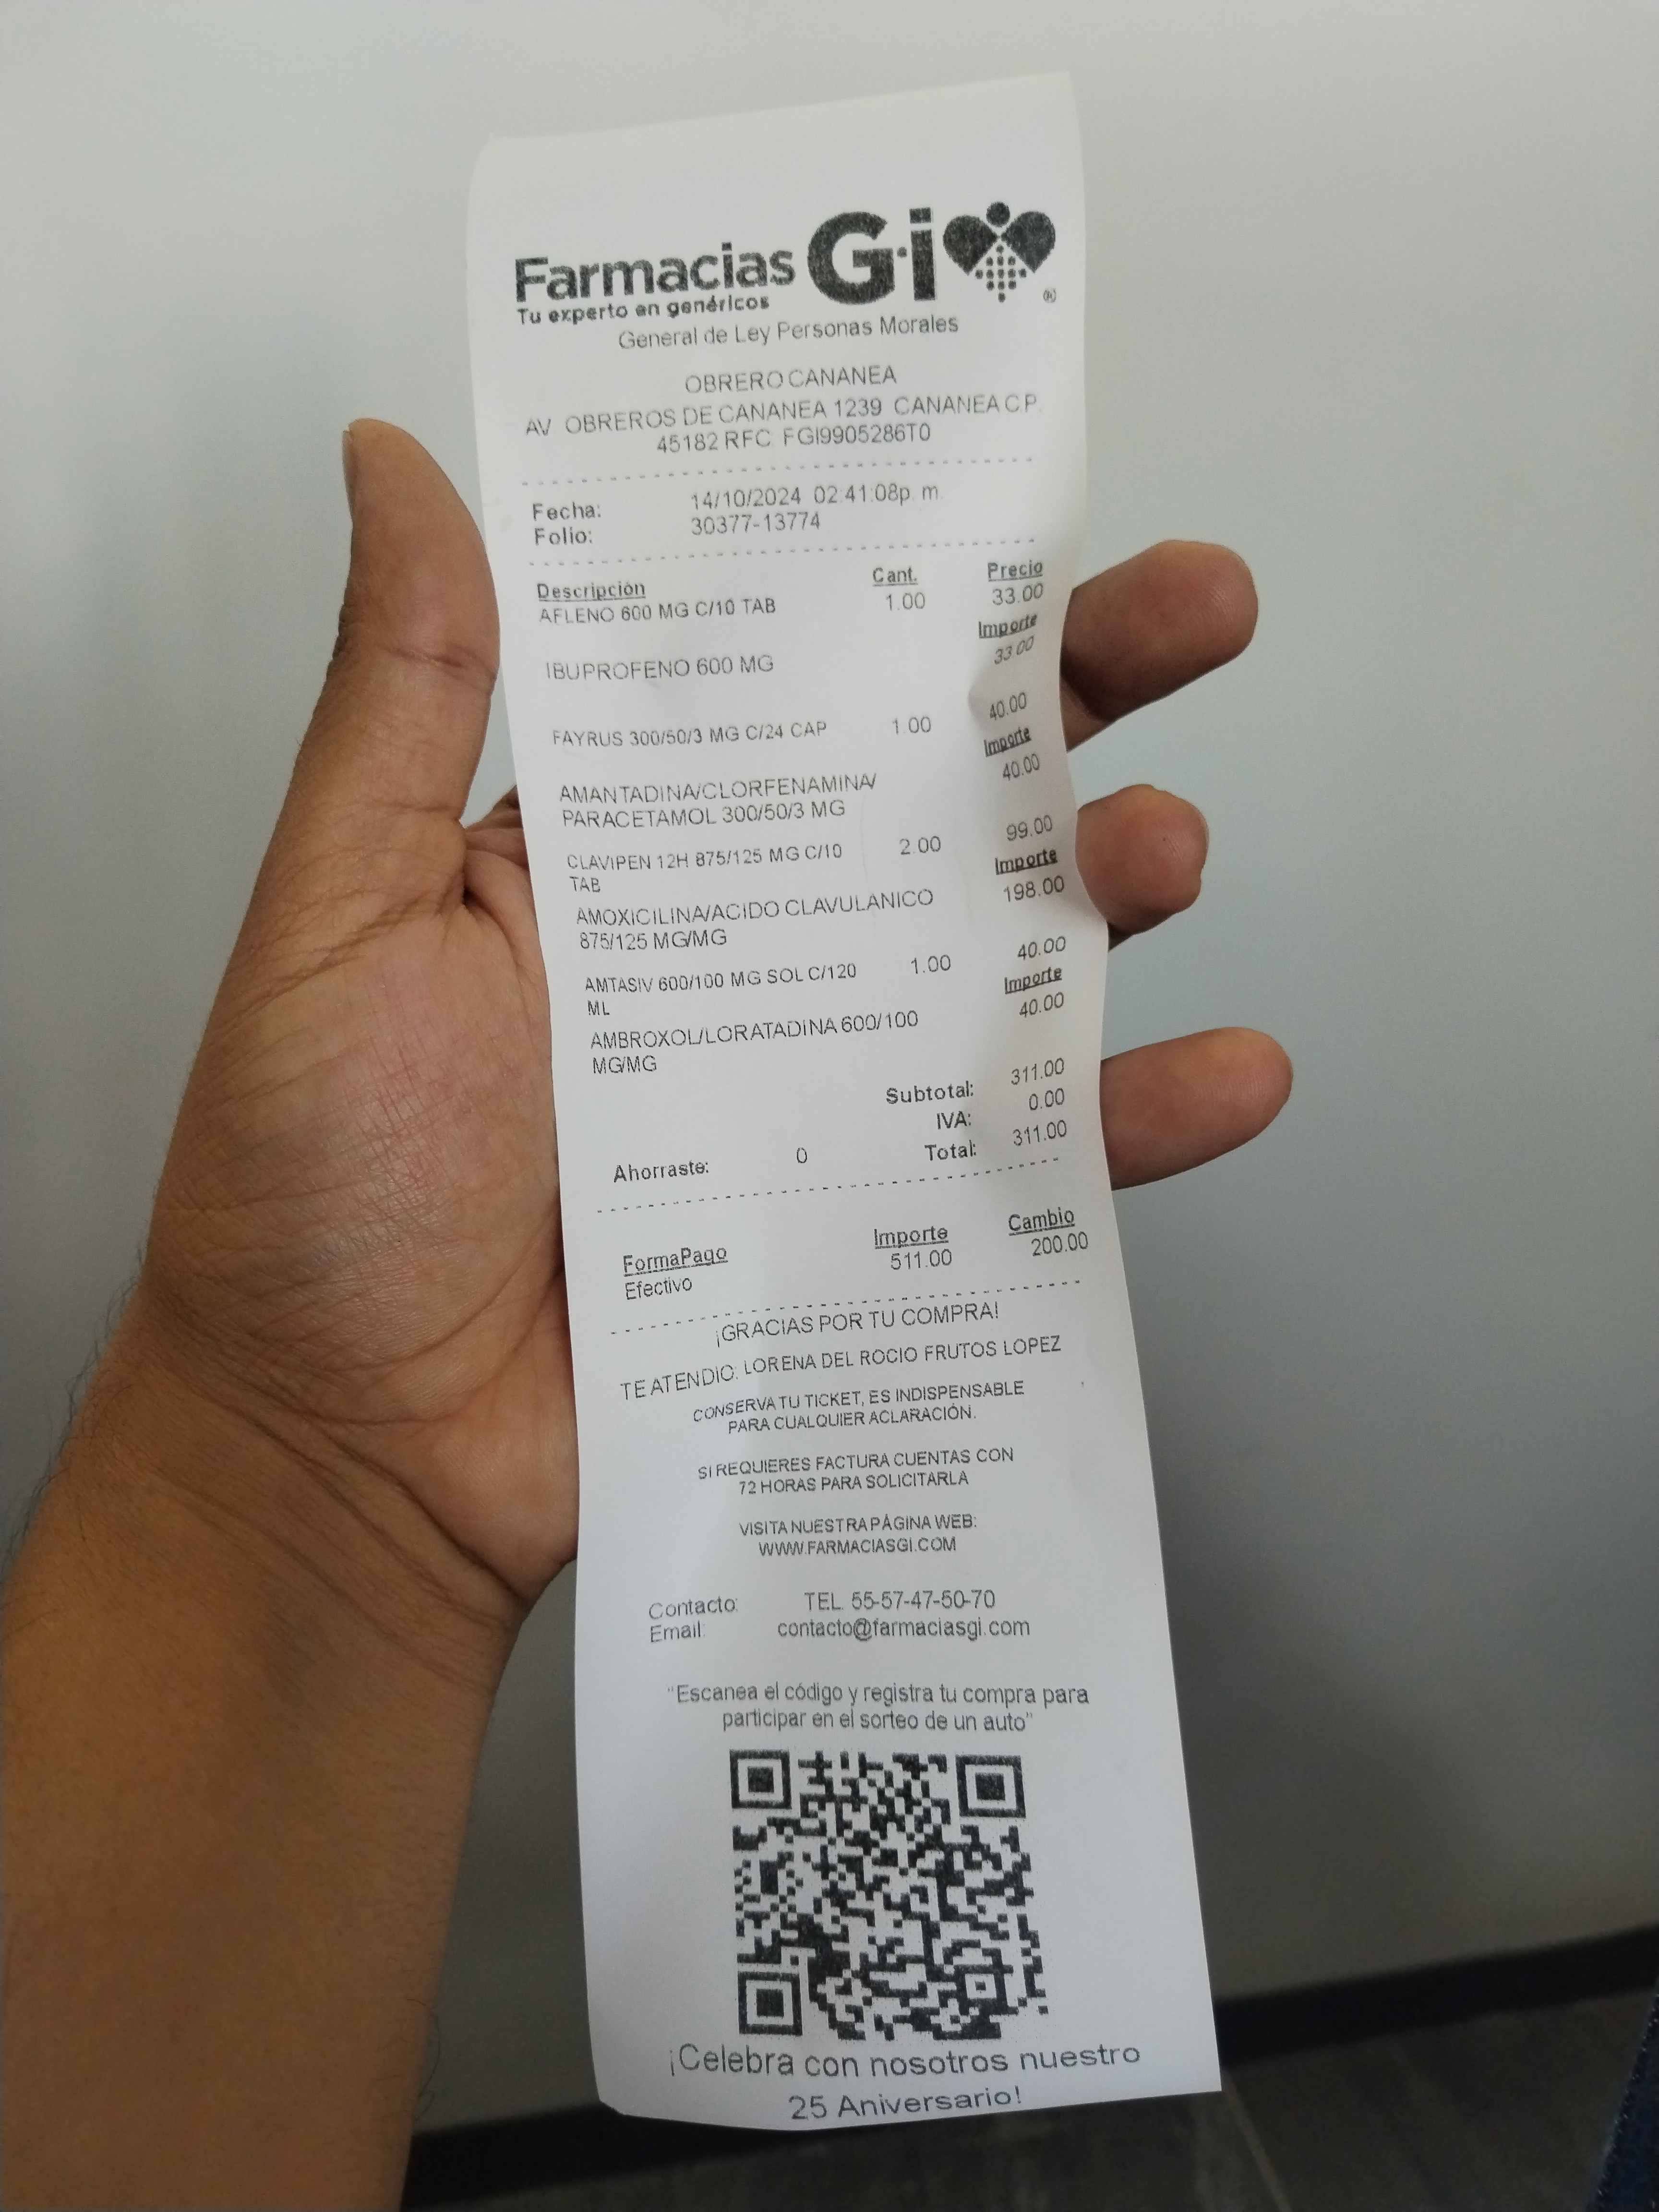 Farmacias G·i ®
Tu experto en genéricos
General de Ley Personas Morales
OBRERO CANANEA
AV OBREROS DE CANANEA 1239 CANANEA C.P.
45182 RFC FGI9905286T0
Fecha: 14/10/2024 02:41:08p. m.
Folio: 30377-13774
Descripción Cant. Precio
AFLENO 600 MG C/10 TAB 1.00 33.00
Importe
IBUPROFENO 600 MG 33.00
FAYRUS 300/50/3 MG C/24 CAP 1.00 40.00
Importe
AMANTADINA/CLORFENAMINA/ 40.00
PARACETAMOL 300/50/3 MG
CLAVIPEN 12H 875/125 MG C/10 2.00 99.00
TAB Importe
AMOXICILINA/ACIDO CLAVULANICO 198.00
875/125 MG/MG
AMTASIV 600/100 MG SOL C/120 1.00 40.00
ML Importe
AMBROXOL/LORATADINA 600/100 40.00
MG/MG
Subtotal: 311.00
IVA: 0.00
Ahorraste: 0 Total: 311.00
FormaPago Importe Cambio
Efectivo 511.00 200.00
¡GRACIAS POR TU COMPRA!
TE ATENDIO: LORENA DEL ROCIO FRUTOS LOPEZ
CONSERVA TU TICKET, ES INDISPENSABLE
PARA CUALQUIER ACLARACIÓN.
SI REQUIERES FACTURA CUENTAS CON
72 HORAS PARA SOLICITARLA
VISITA NUESTRA PÁGINA WEB:
WWW.FARMACIASGI.COM
Contacto: TEL. 55-57-47-50-70
Email: contacto@farmaciasgi.com
"Escanea el código y registra tu compra para
participar en el sorteo de un auto"
¡Celebra con nosotros nuestro
25 Aniversario!